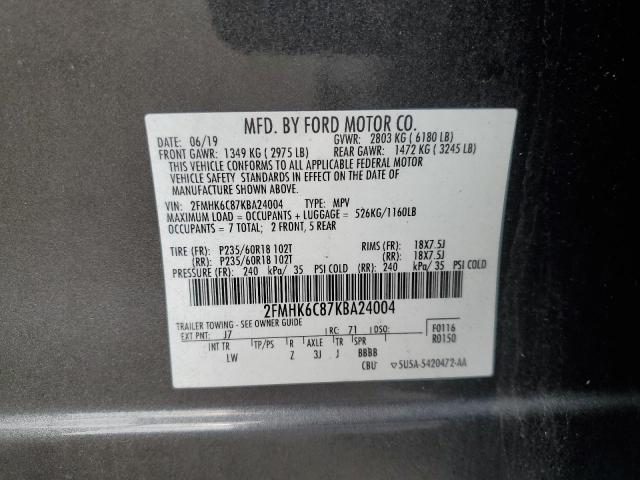 MFD. BY FORD MOTOR CO.
DATE: 06/19 GVWR: 2803 KG ( 6180 LB)
FRONT GAWR: 1349 KG ( 2975 LB) REAR GAWR: 1472 KG ( 3245 LB)
THIS VEHICLE CONFORMS TO ALL APPLICABLE FEDERAL MOTOR
VEHICLE SAFETY STANDARDS IN EFFECT ON THE DATE OF
MANUFACTURE SHOWN ABOVE.
VIN: 2FMHK6C87KBA24004 TYPE: MPV
MAXIMUM LOAD = OCCUPANTS + LUGGAGE = 526KG/1160LB
OCCUPANTS = 7 TOTAL; 2 FRONT, 5 REAR
TIRE (FR): P235/60R18 102T RIMS (FR): 18X7.5J
(RR): P235/60R18 102T (RR): 18X7.5J
PRESSURE (FR): 240 kPa/ 35 PSI COLD (RR): 240 kPa/ 35 PSI COLD
2FMHK6C87KBA24004
TRAILER TOWING - SEE OWNER GUIDE
EXT PNT: J7 RC: 71 DSO: F0116
R0150
INT TR TP/PS R AXLE TR SPR
LW Z 3J J BBBB
CBU ▽5U5A-5420472-AA